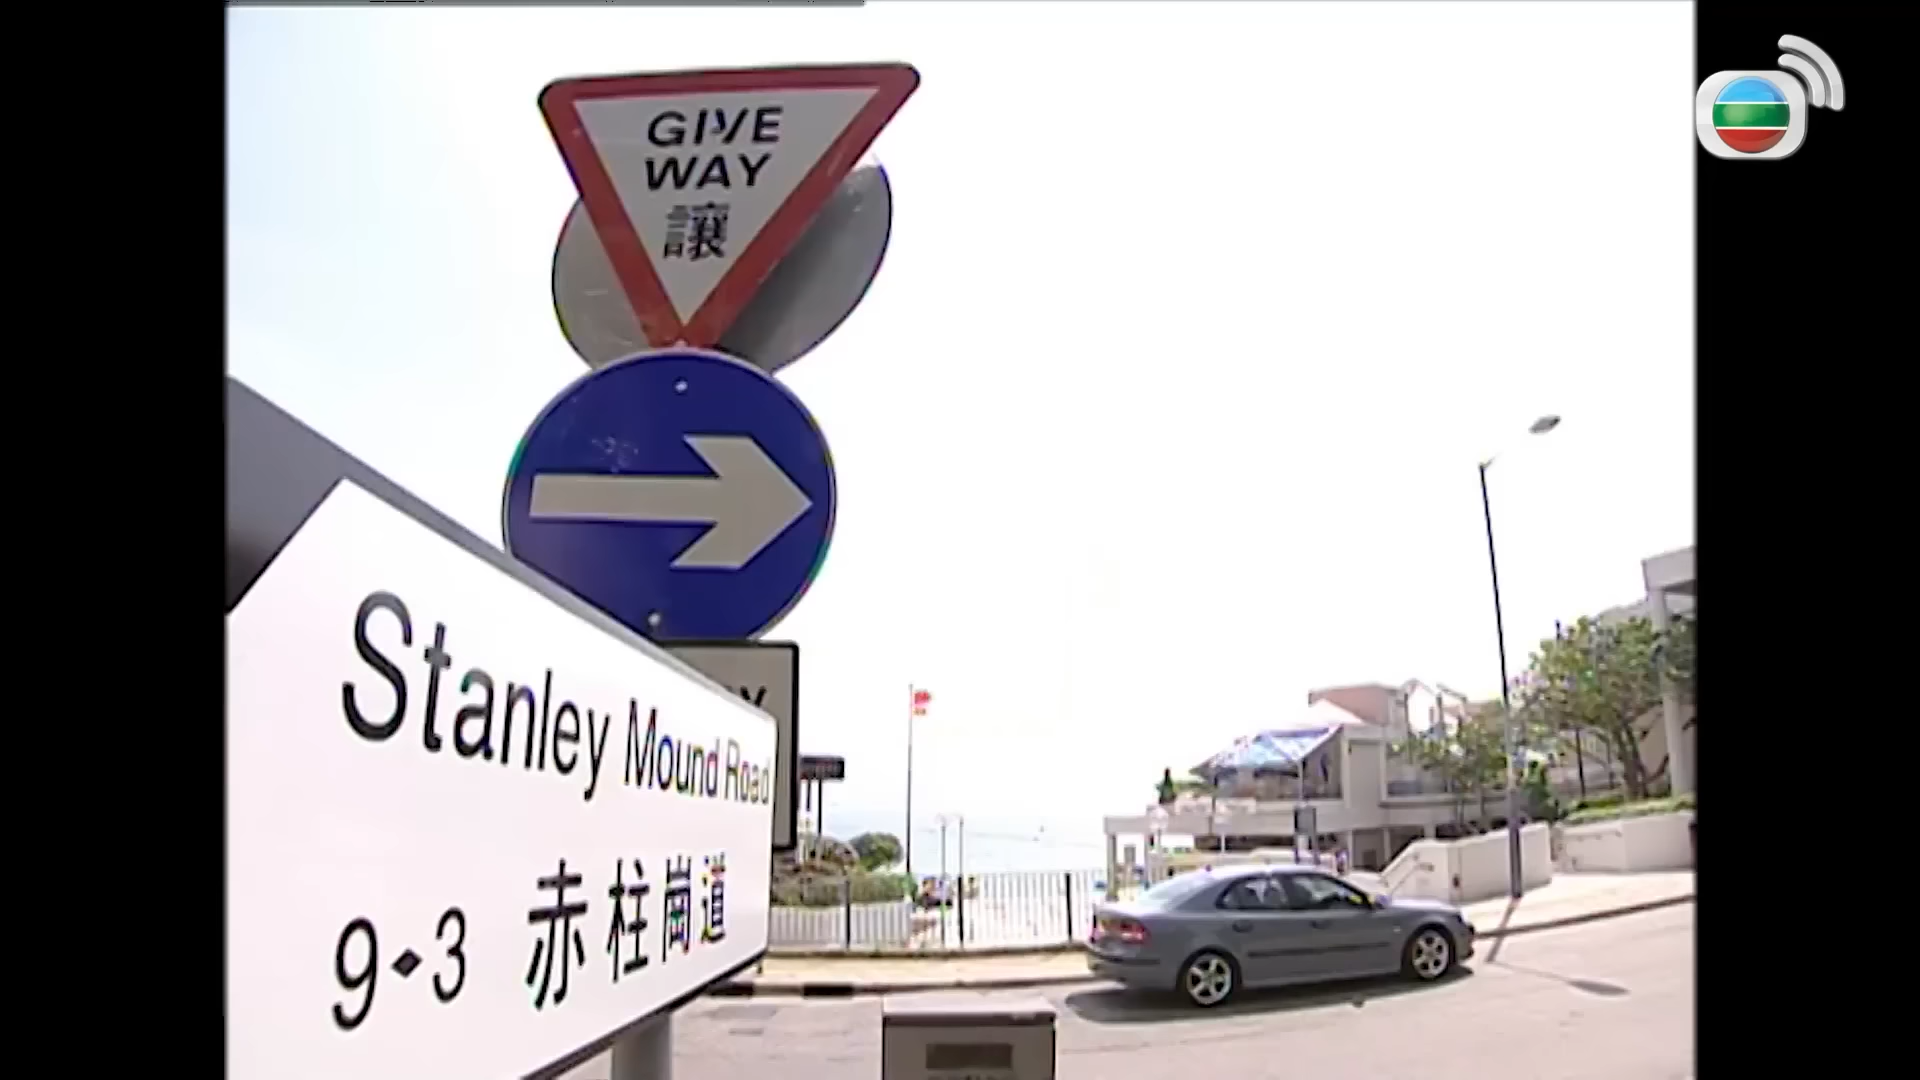 GIVE
WAY
讓
Stanley Mound Road
9-3 赤柱崗道